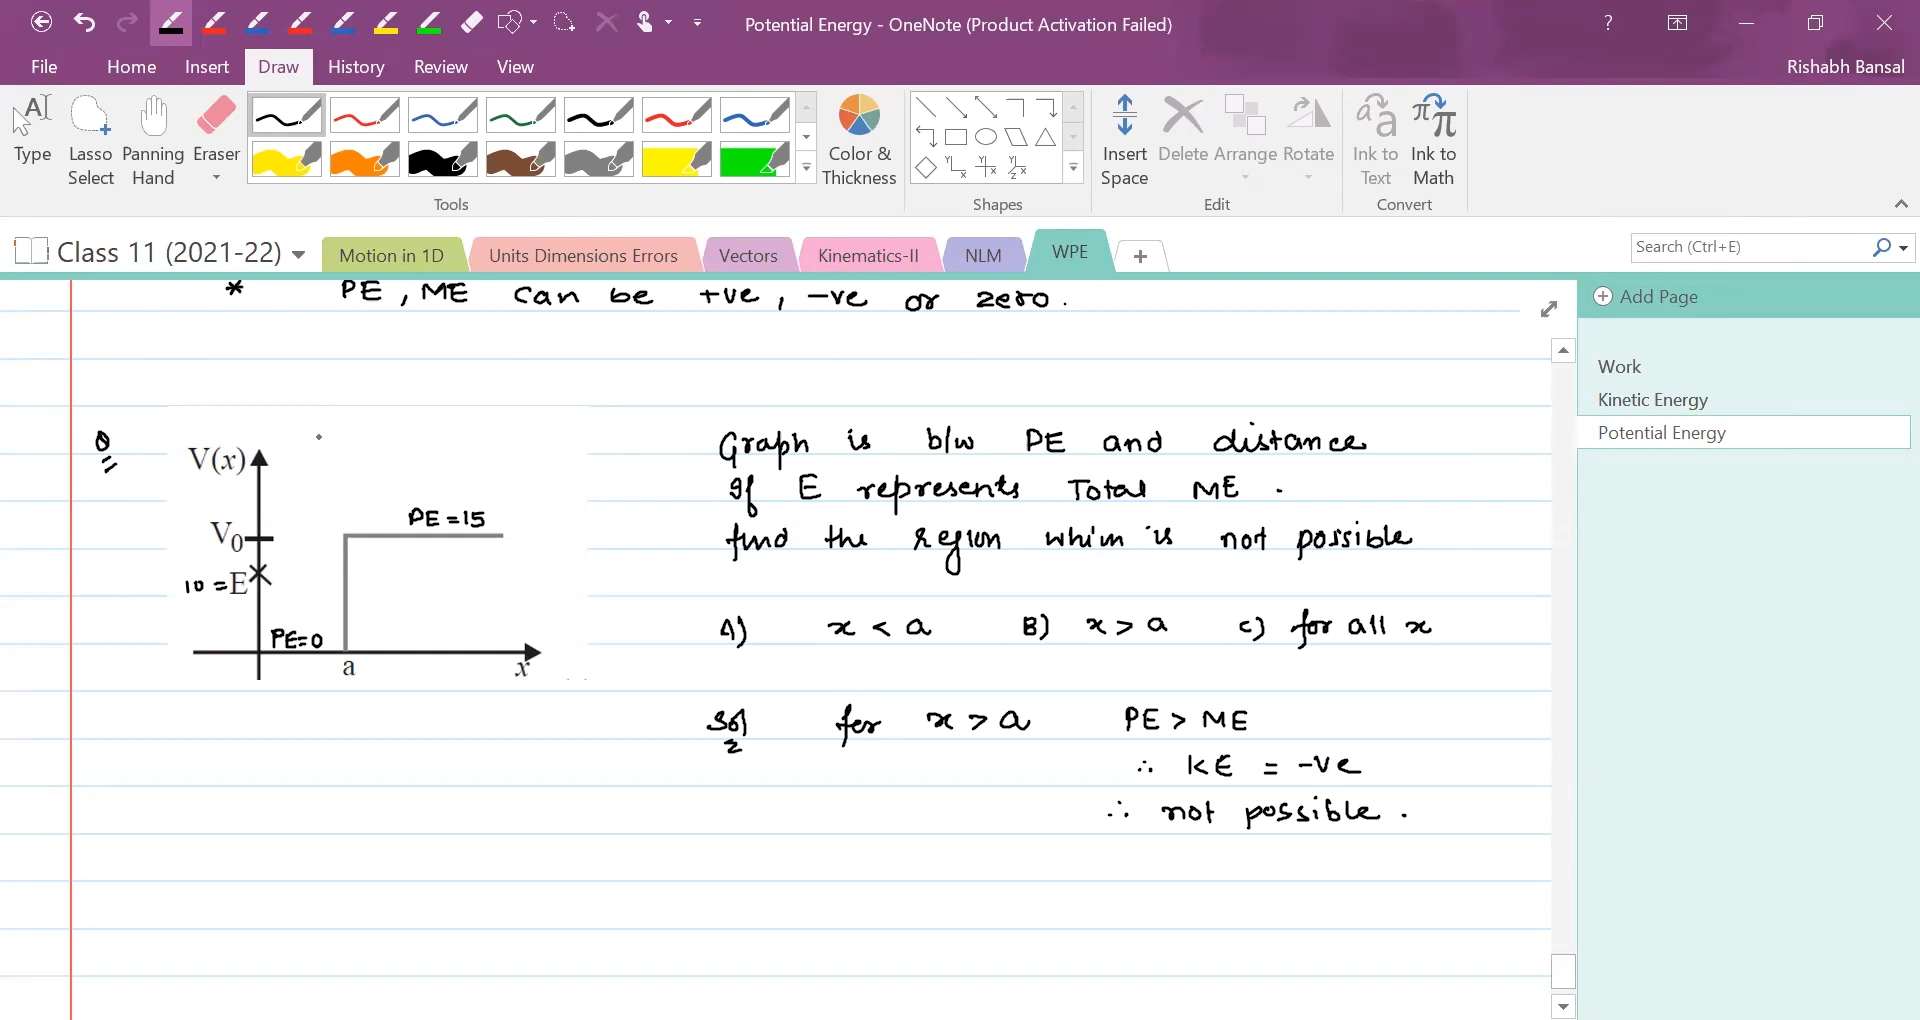 Potential Energy - OneNote (Product Activation Failed)
?
File Home Insert Draw History Review View
Rishabh Bansal
Type
Lasso Select
Panning Hand
Eraser
Color & Thickness
Insert Space
Delete
Arrange
Rotate
Ink to Text
Ink to Math
Tools
Shapes
Edit
Convert
Class 11 (2021-22)
Motion in 1D
Units Dimensions Errors
Vectors
Kinematics-II
NLM
WPE
Search (Ctrl+E)
Add Page
Work
Kinetic Energy
Potential Energy
* PE, ME can be +ve, -ve or zero.
Q
V(x)
V0
PE=15
10 = E
PE=0
a
x
Graph is b/w PE and distance
If E represents Total ME.
find the region which is not possible
A) x < a B) x > a C) for all x
Sol for x > a PE > ME
∴ KE = -ve
∴ not possible.